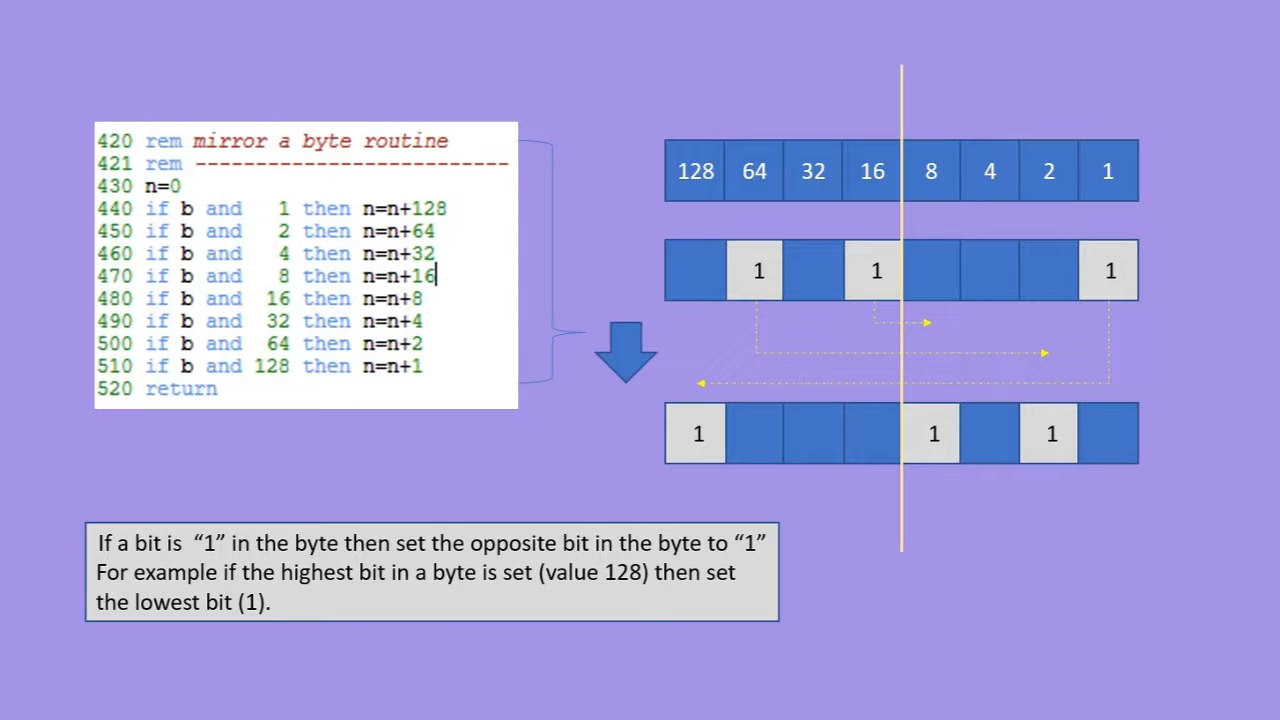 420 rem mirror a byte routine
421 rem --------------------------
430 n=0
440 if b and 1 then n=n+128
450 if b and 2 then n=n+64
460 if b and 4 then n=n+32
470 if b and 8 then n=n+16
480 if b and 16 then n=n+8
490 if b and 32 then n=n+4
500 if b and 64 then n=n+2
510 if b and 128 then n=n+1
520 return
128 64 32 16 8 4 2 1
1 1 1
1 1 1
If a bit is “1” in the byte then set the opposite bit in the byte to “1”
For example if the highest bit in a byte is set (value 128) then set
the lowest bit (1).